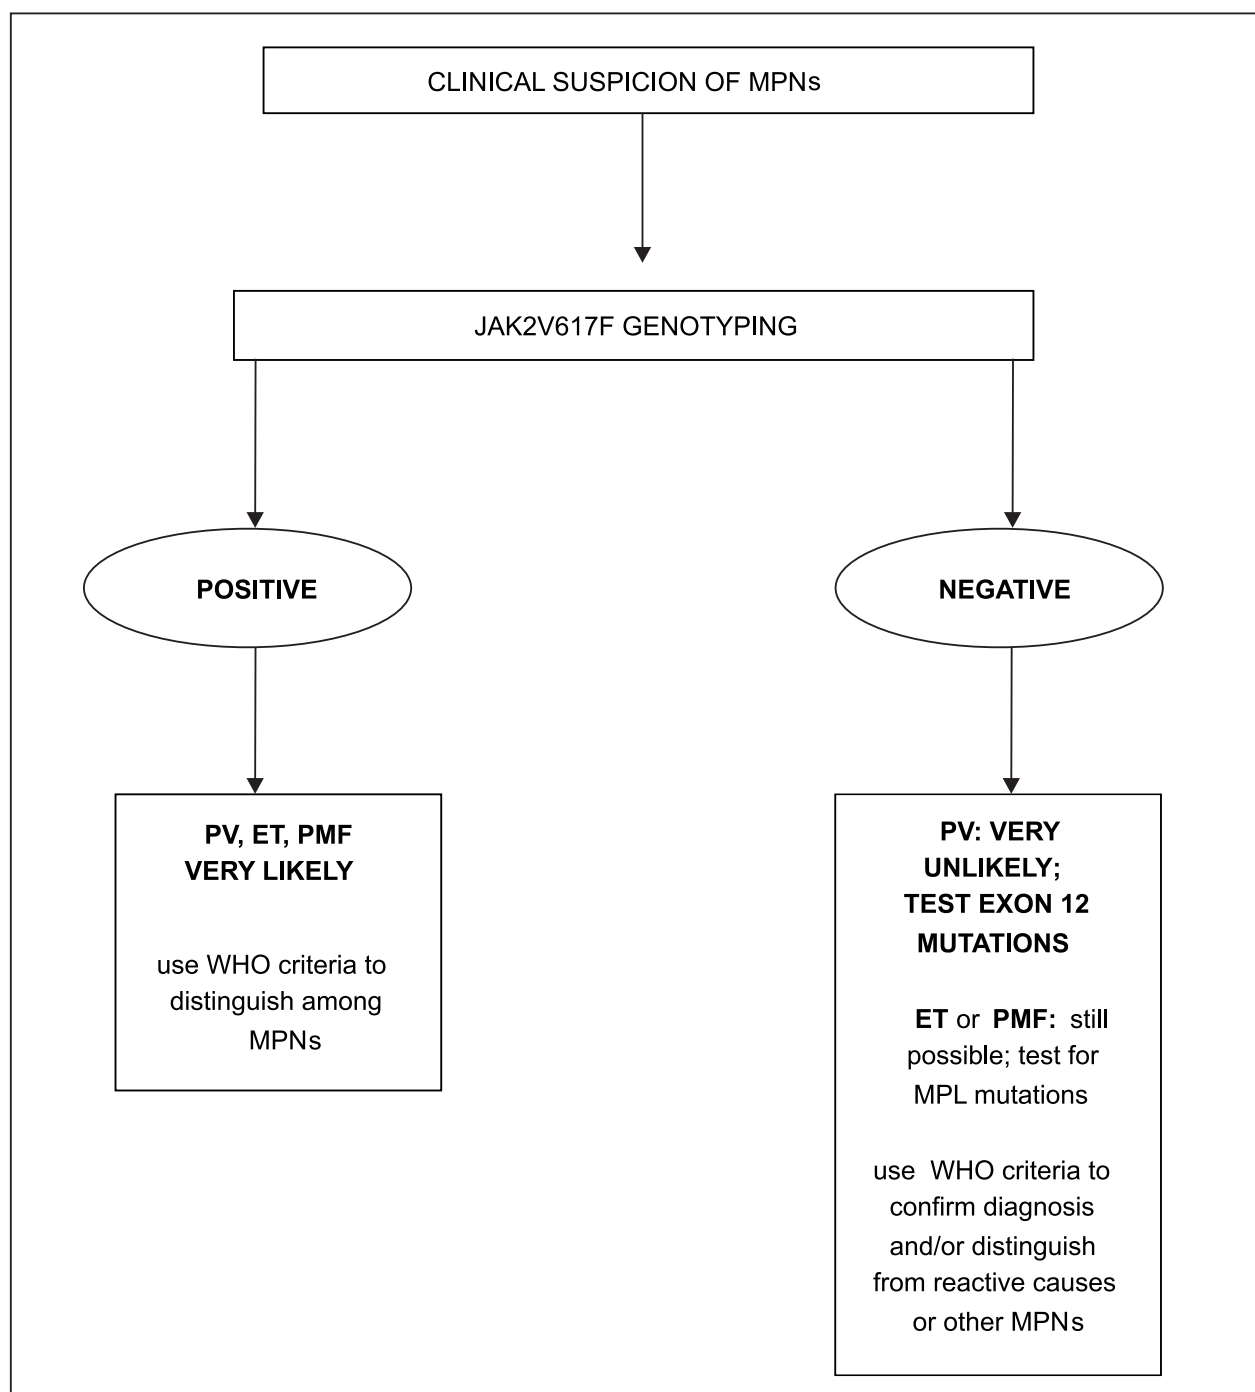 CLINICAL SUSPICION OF MPNs
JAK2V617F GENOTYPING
POSITIVE
NEGATIVE
PV, ET, PMF
VERY LIKELY
use WHO criteria to
distinguish among
MPNs
PV: VERY
UNLIKELY;
TEST EXON 12
MUTATIONS
ET or PMF: still
possible; test for
MPL mutations
use WHO criteria to
confirm diagnosis
and/or distinguish
from reactive causes
or other MPNs